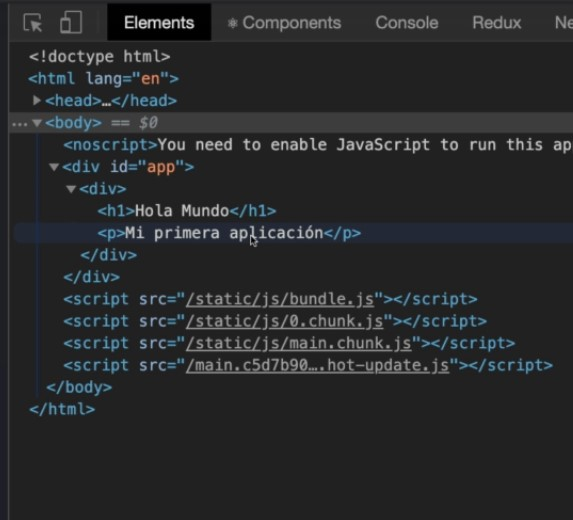 Elements Components Console Redux
<!doctype html>
<html lang="en">
<head>…</head>
<body> == $0
<noscript>You need to enable JavaScript to run this
<div id="app">
<div>
<h1>Hola Mundo</h1>
<p>Mi primera aplicación</p>
</div>
</div>
<script src="/static/js/bundle.js"></script>
<script src="/static/js/0.chunk.js"></script>
<script src="/static/js/main.chunk.js"></script>
<script src="/main.c5d7b90….hot-update.js"></script>
</body>
</html>